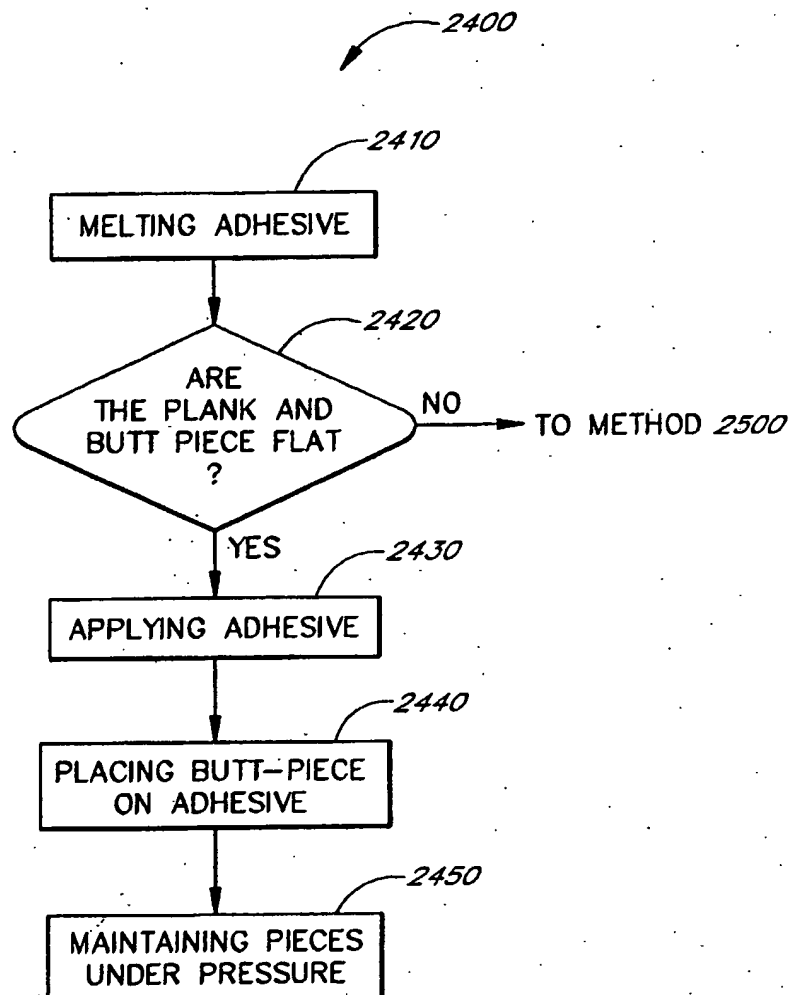 2400
2410
MELTING ADHESIVE
2420
ARE
THE PLANK AND
BUTT PIECE FLAT
?
NO
TO METHOD 2500
YES
2430
APPLYING ADHESIVE
2440
PLACING BUTT-PIECE
ON ADHESIVE
2450
MAINTAINING PIECES
UNDER PRESSURE